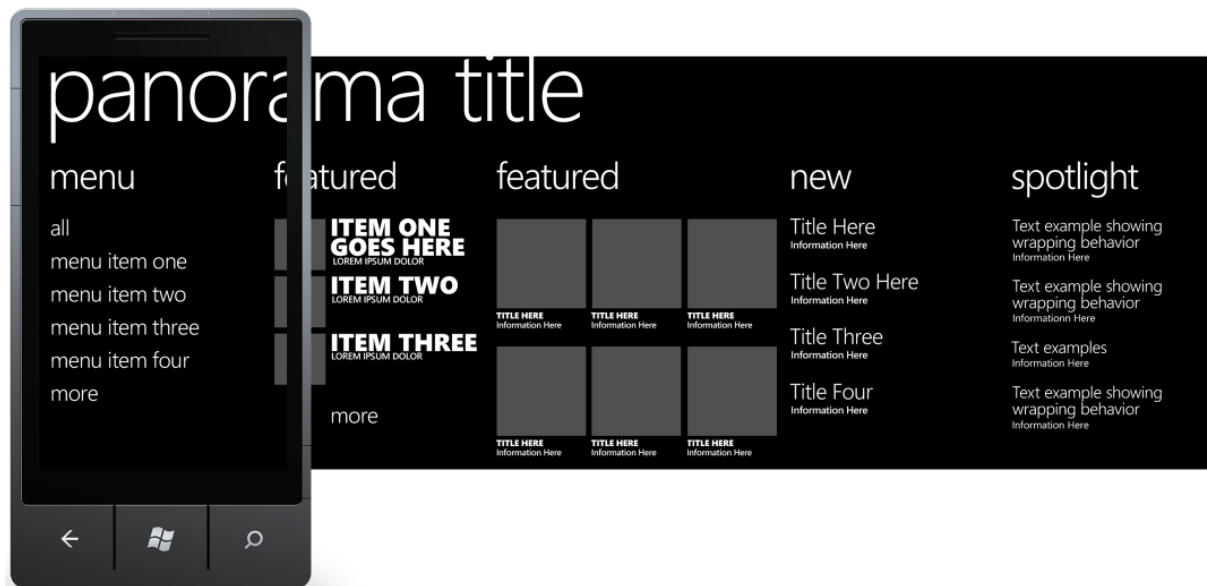 panorama title
menu
all
menu item one
menu item two
menu item three
menu item four
more
featured
ITEM ONE
GOES HERE
LOREM IPSUM DOLOR
ITEM TWO
LOREM IPSUM DOLOR
ITEM THREE
LOREM IPSUM DOLOR
more
featured
TITLE HERE
Information Here
TITLE HERE
Information Here
TITLE HERE
Information Here
TITLE HERE
Information Here
TITLE HERE
Information Here
TITLE HERE
Information Here
new
Title Here
Information Here
Title Two Here
Information Here
Title Three
Information Here
Title Four
Information Here
spotlight
Text example showing
wrapping behavior
Information Here
Text example showing
wrapping behavior
Informationn Here
Text examples
Information Here
Text example showing
wrapping behavior
Information Here